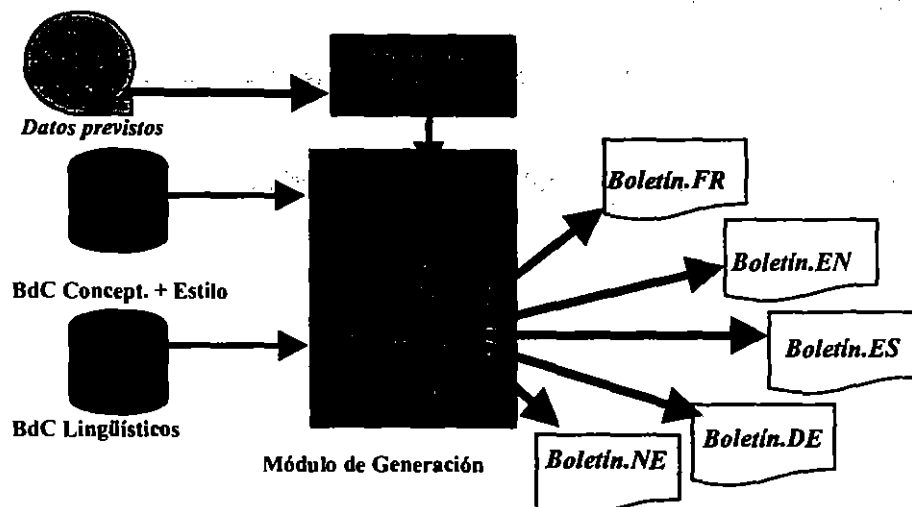 Datos previstos
Boletín.FR
BdC Concept. + Estilo
Boletín.EN
Boletín.ES
BdC Lingüísticos
Módulo de Generación
Boletín.NE
Boletín.DE